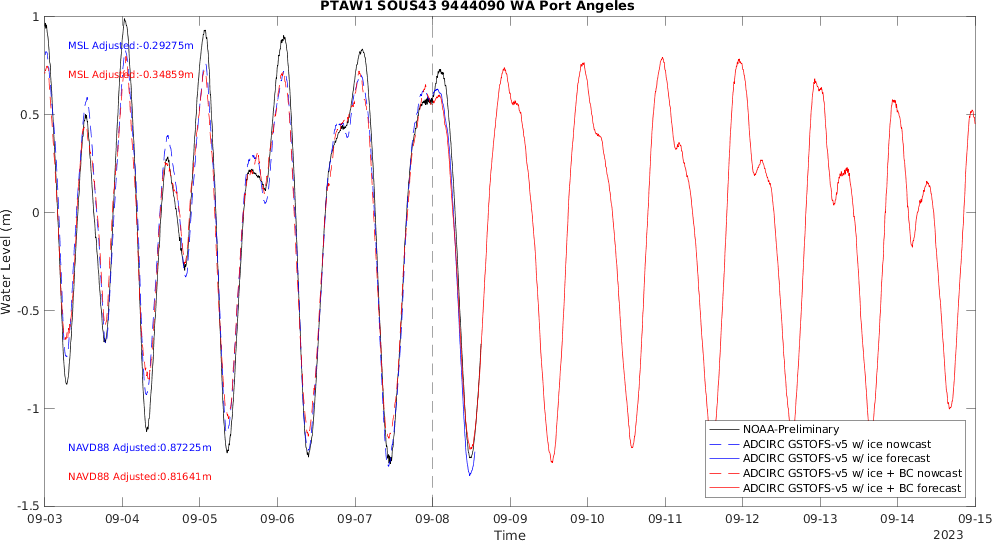 PTAW1 SOUS43 9444090 WA Port Angeles
1
MSL Adjusted:-0.29275m
MSL Adjusted:-0.34859m
0.5
0
Water Level (m)
-0.5
-1
NOAA-Preliminary
ADCIRC GSTOFS-v5 w/ ice nowcast
NAVD88 Adjusted:0.87225m
ADCIRC GSTOFS-v5 w/ ice forecast
ADCIRC GSTOFS-v5 w/ ice + BC nowcast
NAVD88 Adjusted:0.81641m
ADCIRC GSTOFS-v5 w/ ice + BC forecast
-1.5
09-03 09-04 09-05 09-06 09-07 09-08 09-09 09-10 09-11 09-12 09-13 09-14 09-15
Time
2023